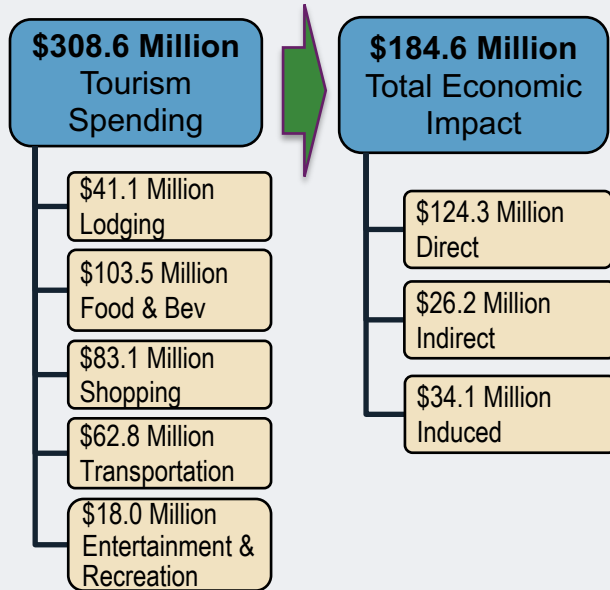 $308.6 Million
Tourism
Spending
$41.1 Million
Lodging
$103.5 Million
Food & Bev
$83.1 Million
Shopping
$62.8 Million
Transportation
$18.0 Million
Entertainment &
Recreation
$184.6 Million
Total Economic
Impact
$124.3 Million
Direct
$26.2 Million
Indirect
$34.1 Million
Induced